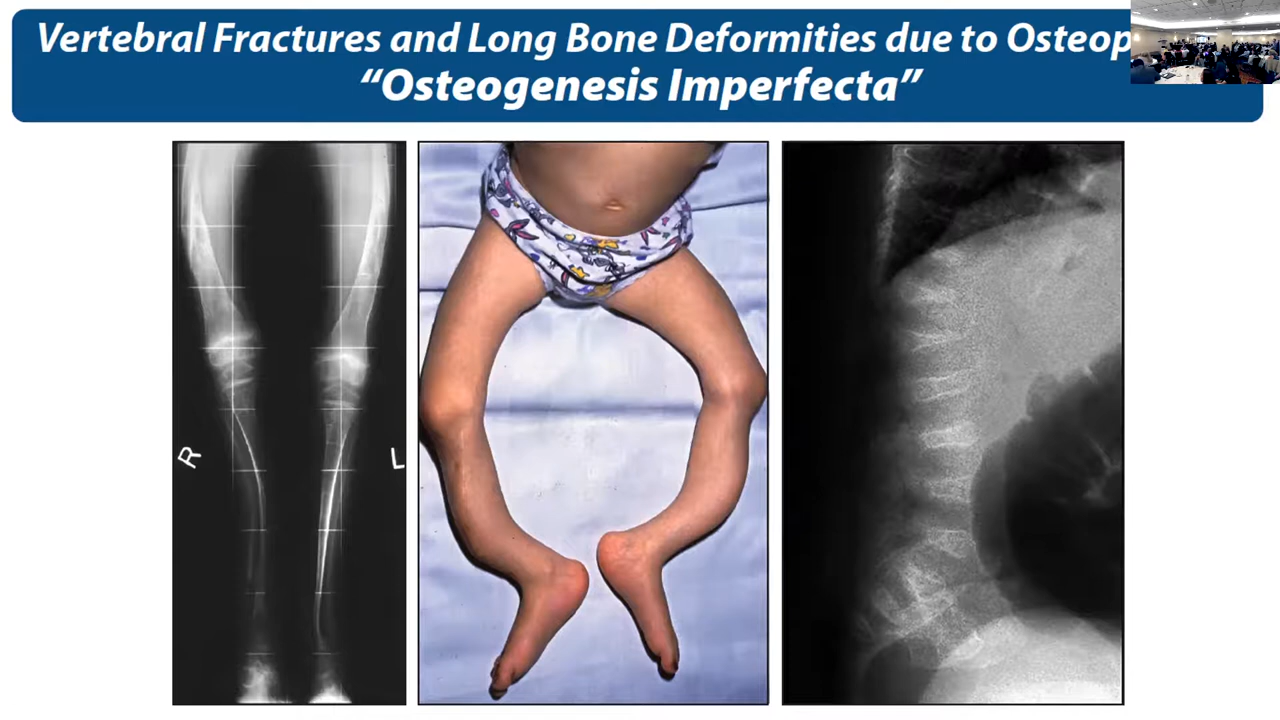 Vertebral Fractures and Long Bone Deformities due to Osteop
“Osteogenesis Imperfecta”
R
L